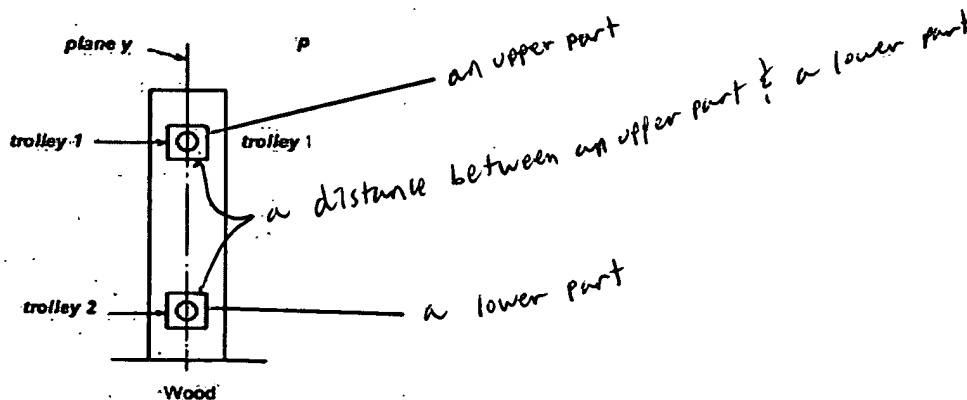 plane y
p
an upper part
trolley 1
trolley 1
a distance between an upper part & a lower part
trolley 2
a lower part
Wood